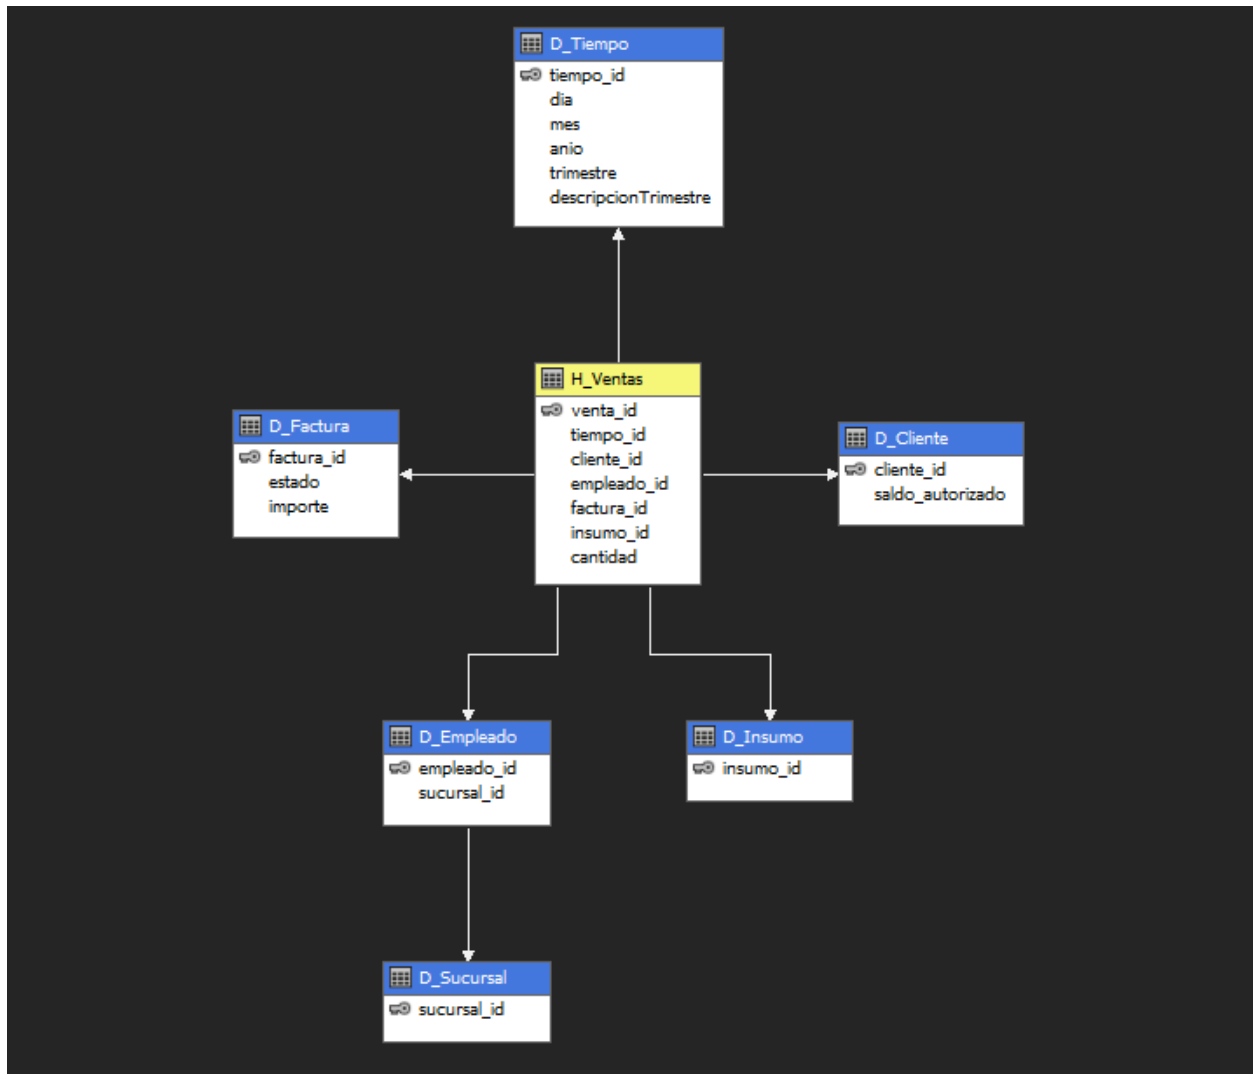 D_Tiempo
tiempo_id
dia
mes
anio
trimestre
descripcionTrimestre
H_Ventas
venta_id
tiempo_id
cliente_id
empleado_id
factura_id
insumo_id
cantidad
D_Factura
factura_id
estado
importe
D_Cliente
cliente_id
saldo_autorizado
D_Empleado
empleado_id
sucursal_id
D_Insumo
insumo_id
D_Sucursal
sucursal_id